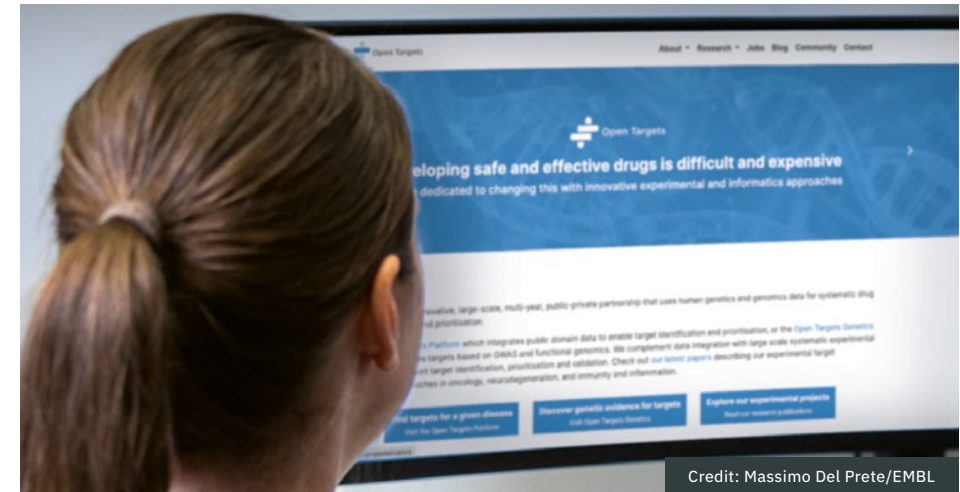 Open Targets
About Research Jobs Blog Community Contact
Open Targets
eloping safe and effective drugs is difficult and expensive
dedicated to changing this with innovative experimental and informatics approaches
novative, large-scale, multi-year, public-private partnership that uses human genetics and genomics data for systematic drug
nd prioritisation.
s Platform which integrates public domain data to enable target identification and prioritisation, or the Open Targets Genetics
re targets based on GWAS and functional genomics. We complement data integration with large scale systematic experimental
rt target identification, prioritisation and validation. Check out our latest papers describing our experimental target
aches in oncology, neurodegeneration, and immunity and inflammation.
nd targets for a given disease
Visit the Open Targets Platform
Discover genetic evidence for targets
Visit Open Targets Genetics
Explore our experimental projects
Read our research publications
Credit: Massimo Del Prete/EMBL